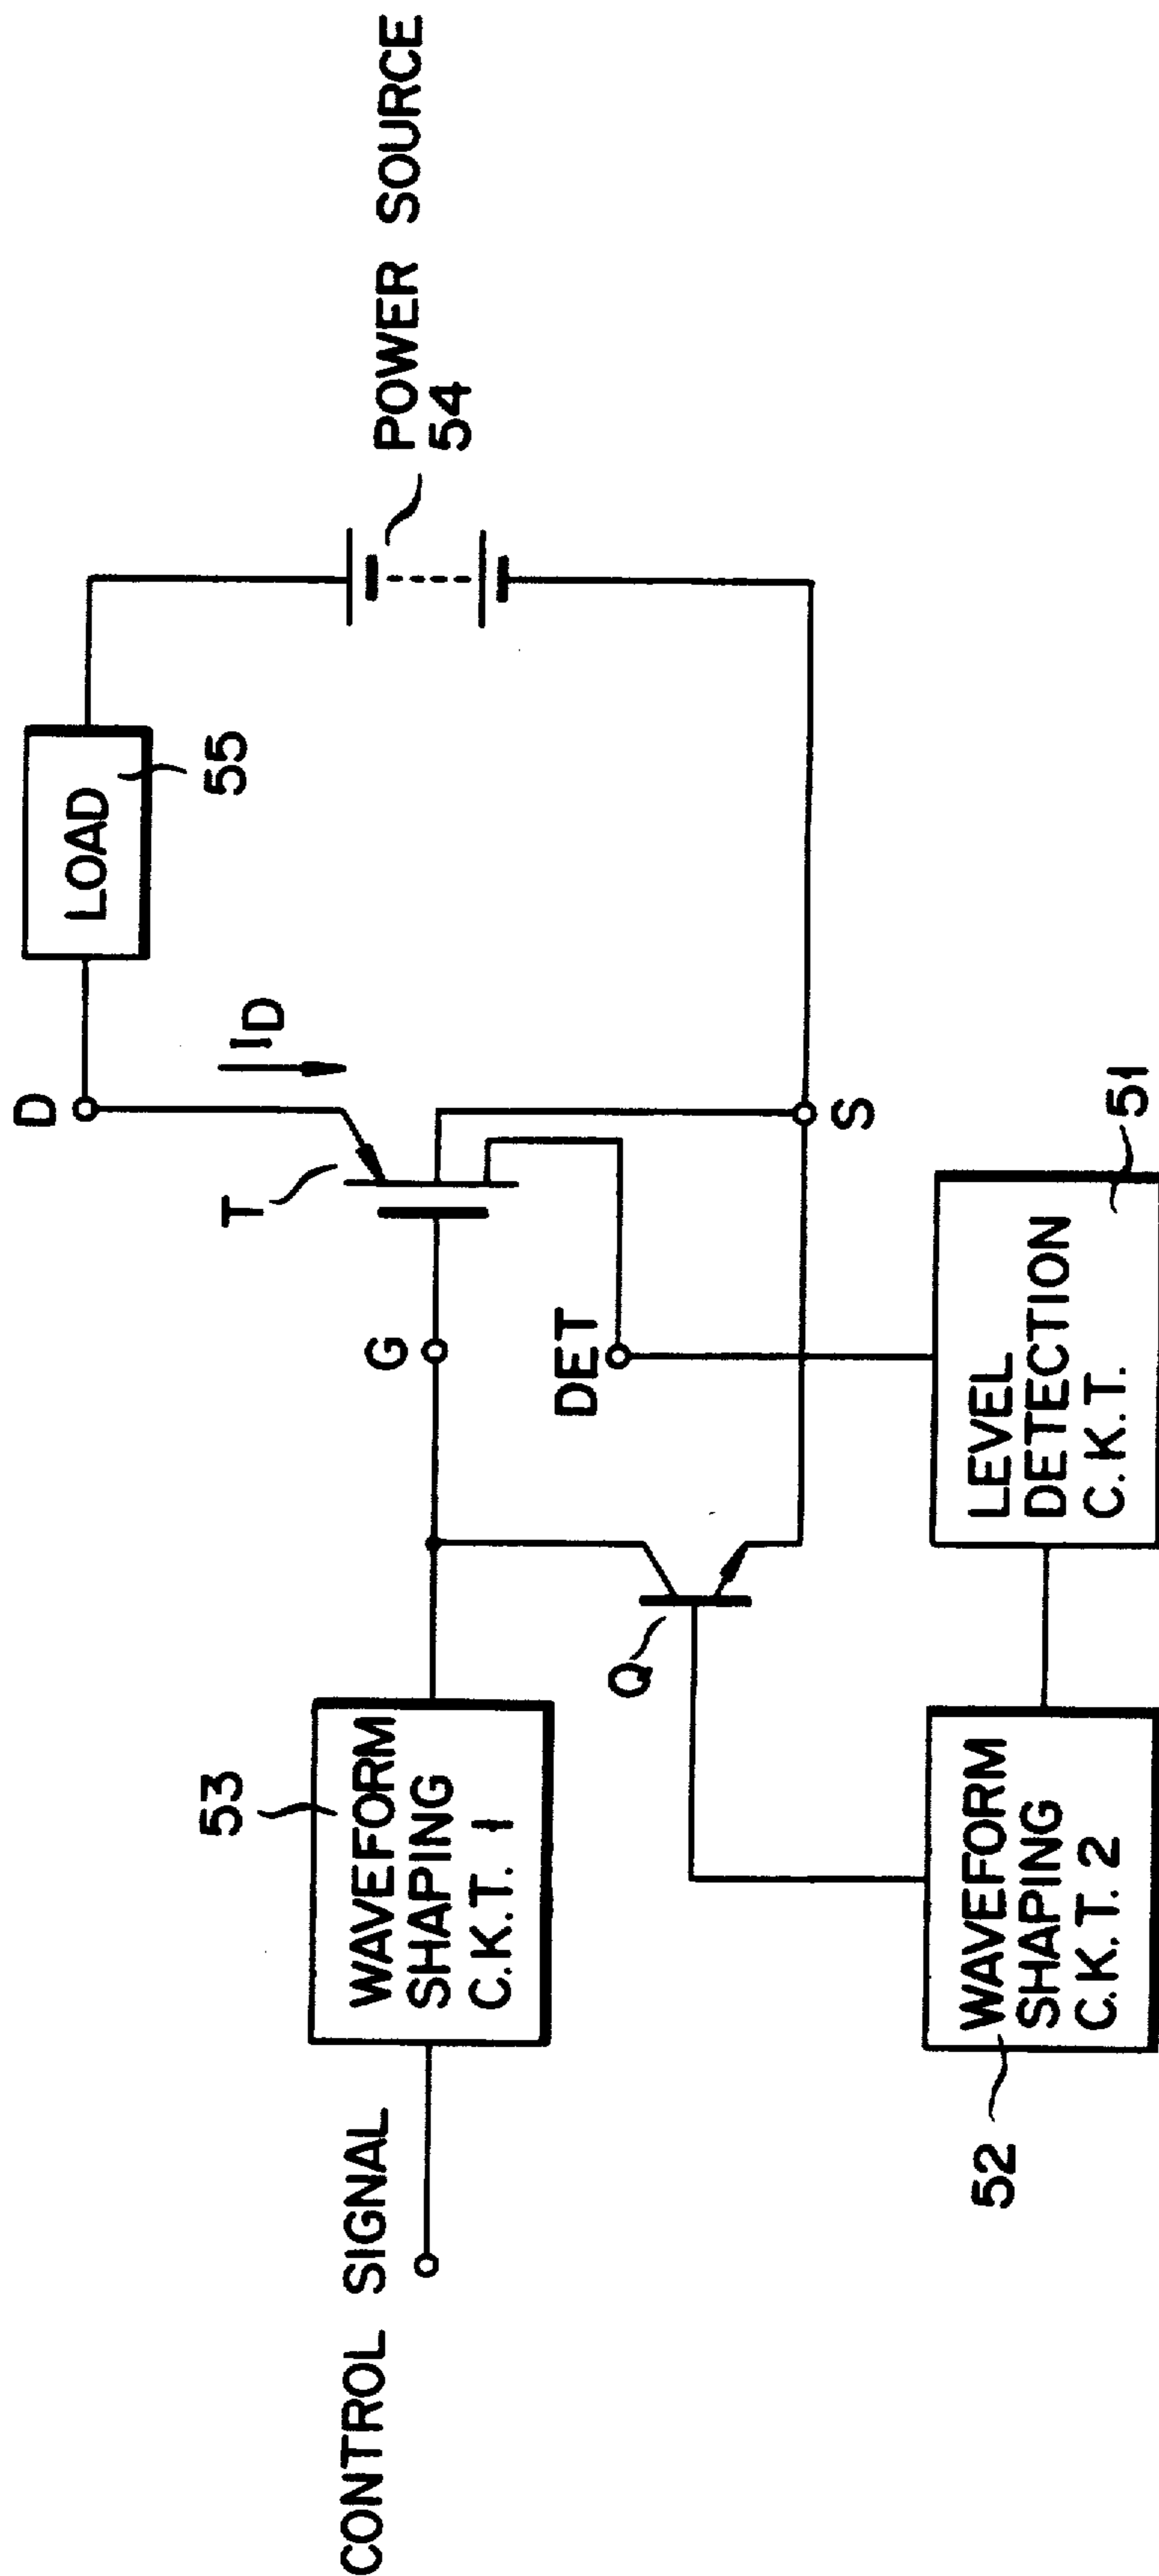 POWER SOURCE
54
LOAD
55
D
I_D
T
S
G
DET
51
LEVEL
DETECTION
C.K.T.
Q
53
WAVEFORM
SHAPING
C.K.T. 1
WAVEFORM
SHAPING
C.K.T. 2
52
CONTROL SIGNAL